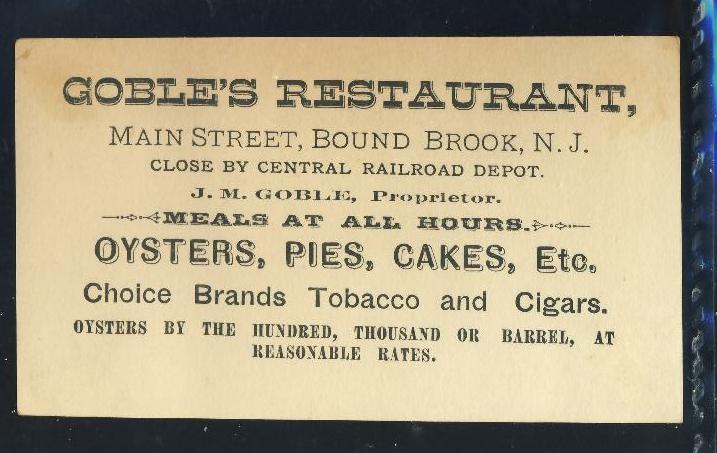 GOBLE'S RESTAURANT,
MAIN STREET, BOUND BROOK, N. J.
CLOSE BY CENTRAL RAILROAD DEPOT.
J. M. GOBLE, Proprietor.
MEALS AT ALL HOURS.
OYSTERS, PIES, CAKES, Etc.
Choice Brands Tobacco and Cigars.
OYSTERS BY THE HUNDRED, THOUSAND OR BARREL, AT
REASONABLE RATES.